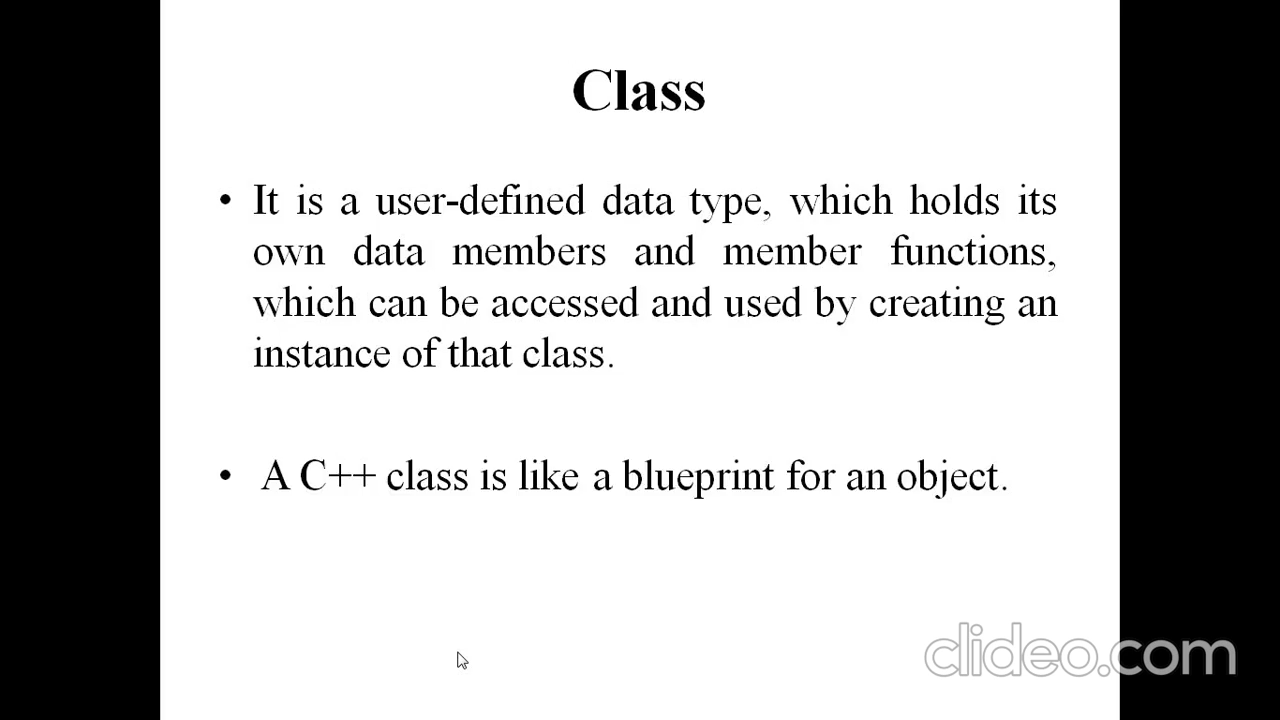 Class
• It is a user-defined data type, which holds its
own data members and member functions,
which can be accessed and used by creating an
instance of that class.
• A C++ class is like a blueprint for an object.
clideo.com